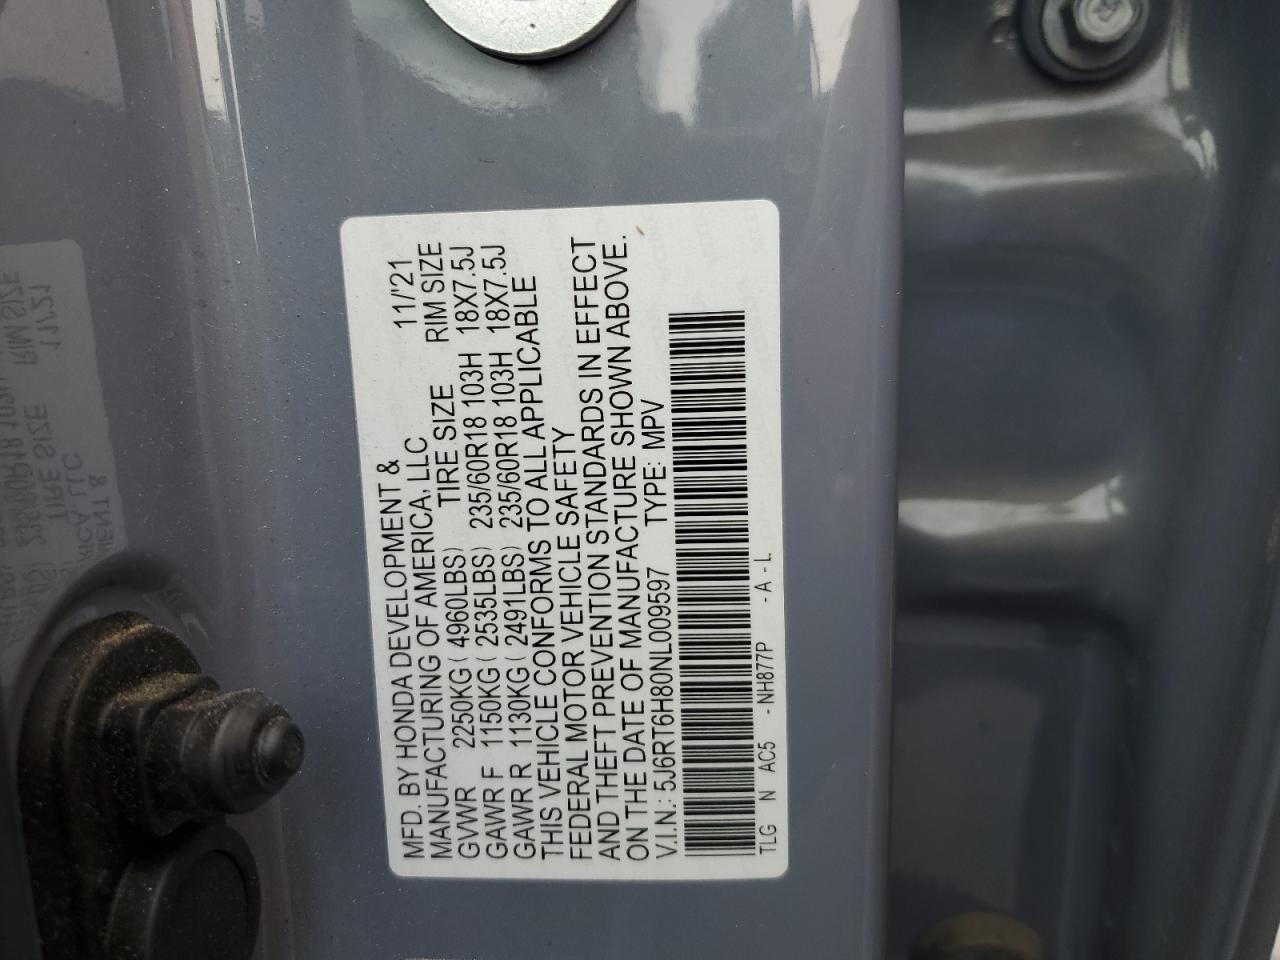 MFD. BY HONDA DEVELOPMENT & 11/'21
MANUFACTURING OF AMERICA, LLC
TIRE SIZE RIM SIZE
GVWR 2250KG ( 4960LBS)
GAWR F 1150KG ( 2535LBS) 235/60R18 103H 18X7.5J
GAWR R 1130KG ( 2491LBS) 235/60R18 103H 18X7.5J
THIS VEHICLE CONFORMS TO ALL APPLICABLE
FEDERAL MOTOR VEHICLE SAFETY
AND THEFT PREVENTION STANDARDS IN EFFECT
ON THE DATE OF MANUFACTURE SHOWN ABOVE.
V.I.N.: 5J6RT6H80NL009597 TYPE: MPV
TLG N AC5 - NH877P - A - L